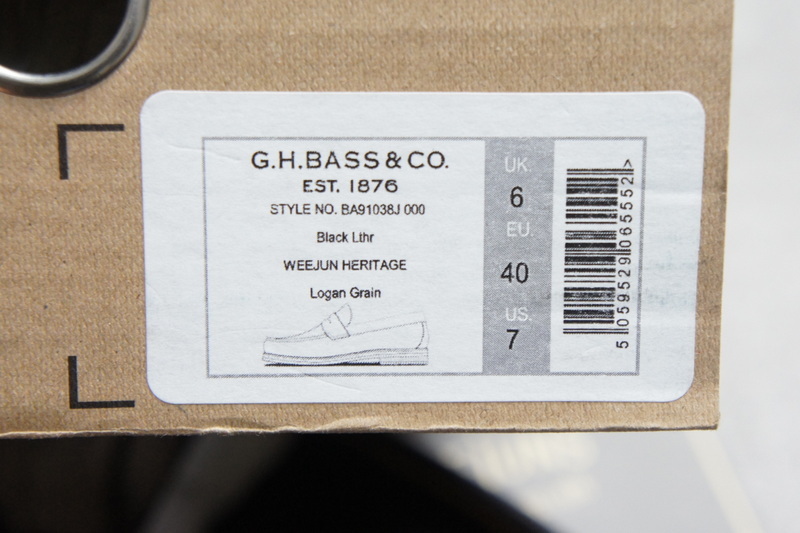 G.H.BASS & CO.
EST. 1876
STYLE NO. BA91038J 000
Black Lthr
WEEJUN HERITAGE
Logan Grain
UK.
6
EU.
40
US.
7
5 059529 065552 >